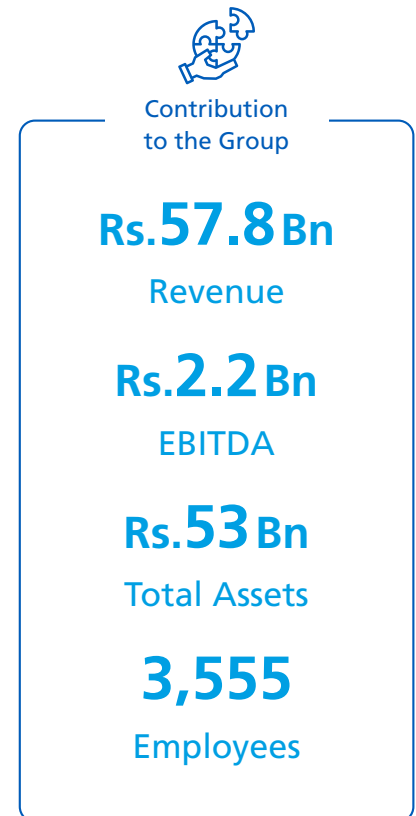 Contribution
to the Group
Rs.57.8 Bn
Revenue
Rs.2.2 Bn
EBITDA
Rs.53 Bn
Total Assets
3,555
Employees